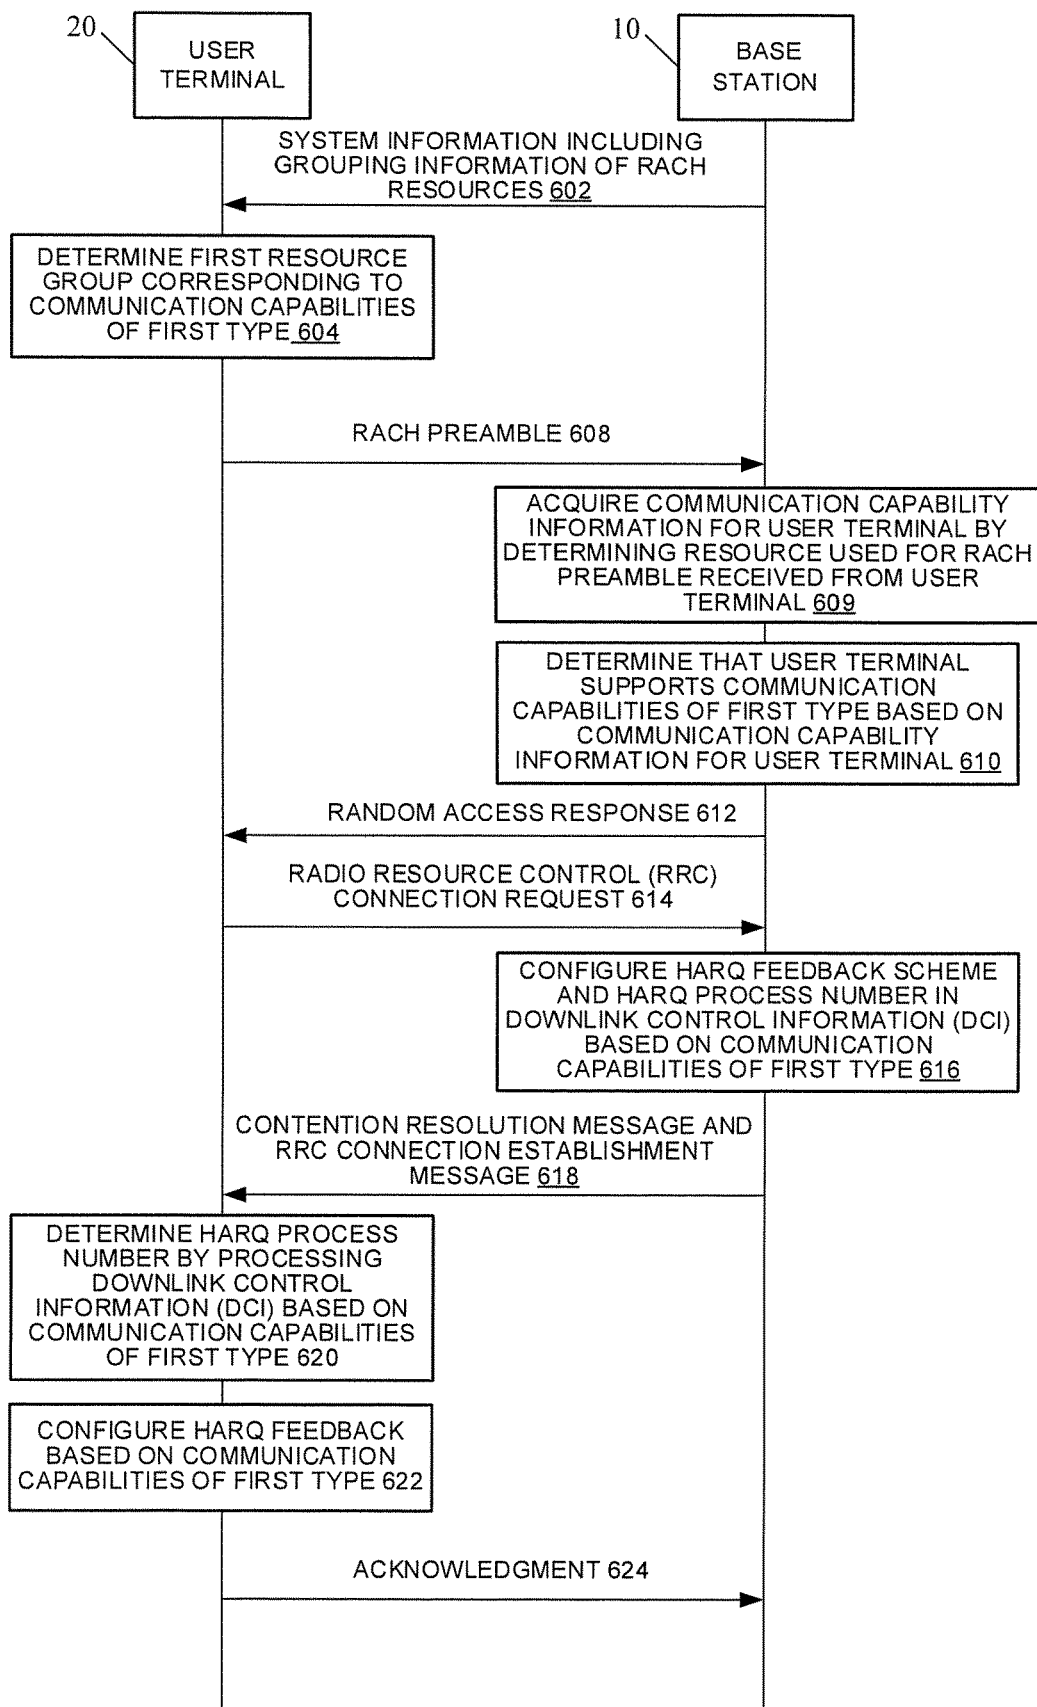 20
USER
TERMINAL
10
BASE
STATION
SYSTEM INFORMATION INCLUDING
GROUPING INFORMATION OF RACH
RESOURCES 602
DETERMINE FIRST RESOURCE
GROUP CORRESPONDING TO
COMMUNICATION CAPABILITIES
OF FIRST TYPE 604
RACH PREAMBLE 608
ACQUIRE COMMUNICATION CAPABILITY
INFORMATION FOR USER TERMINAL BY
DETERMINING RESOURCE USED FOR RACH
PREAMBLE RECEIVED FROM USER
TERMINAL 609
DETERMINE THAT USER TERMINAL
SUPPORTS COMMUNICATION
CAPABILITIES OF FIRST TYPE BASED ON
COMMUNICATION CAPABILITY
INFORMATION FOR USER TERMINAL 610
RANDOM ACCESS RESPONSE 612
RADIO RESOURCE CONTROL (RRC)
CONNECTION REQUEST 614
CONFIGURE HARQ FEEDBACK SCHEME
AND HARQ PROCESS NUMBER IN
DOWNLINK CONTROL INFORMATION (DCI)
BASED ON COMMUNICATION
CAPABILITIES OF FIRST TYPE 616
CONTENTION RESOLUTION MESSAGE AND
RRC CONNECTION ESTABLISHMENT
MESSAGE 618
DETERMINE HARQ PROCESS
NUMBER BY PROCESSING
DOWNLINK CONTROL
INFORMATION (DCI) BASED ON
COMMUNICATION CAPABILITIES
OF FIRST TYPE 620
CONFIGURE HARQ FEEDBACK
BASED ON COMMUNICATION
CAPABILITIES OF FIRST TYPE 622
ACKNOWLEDGMENT 624